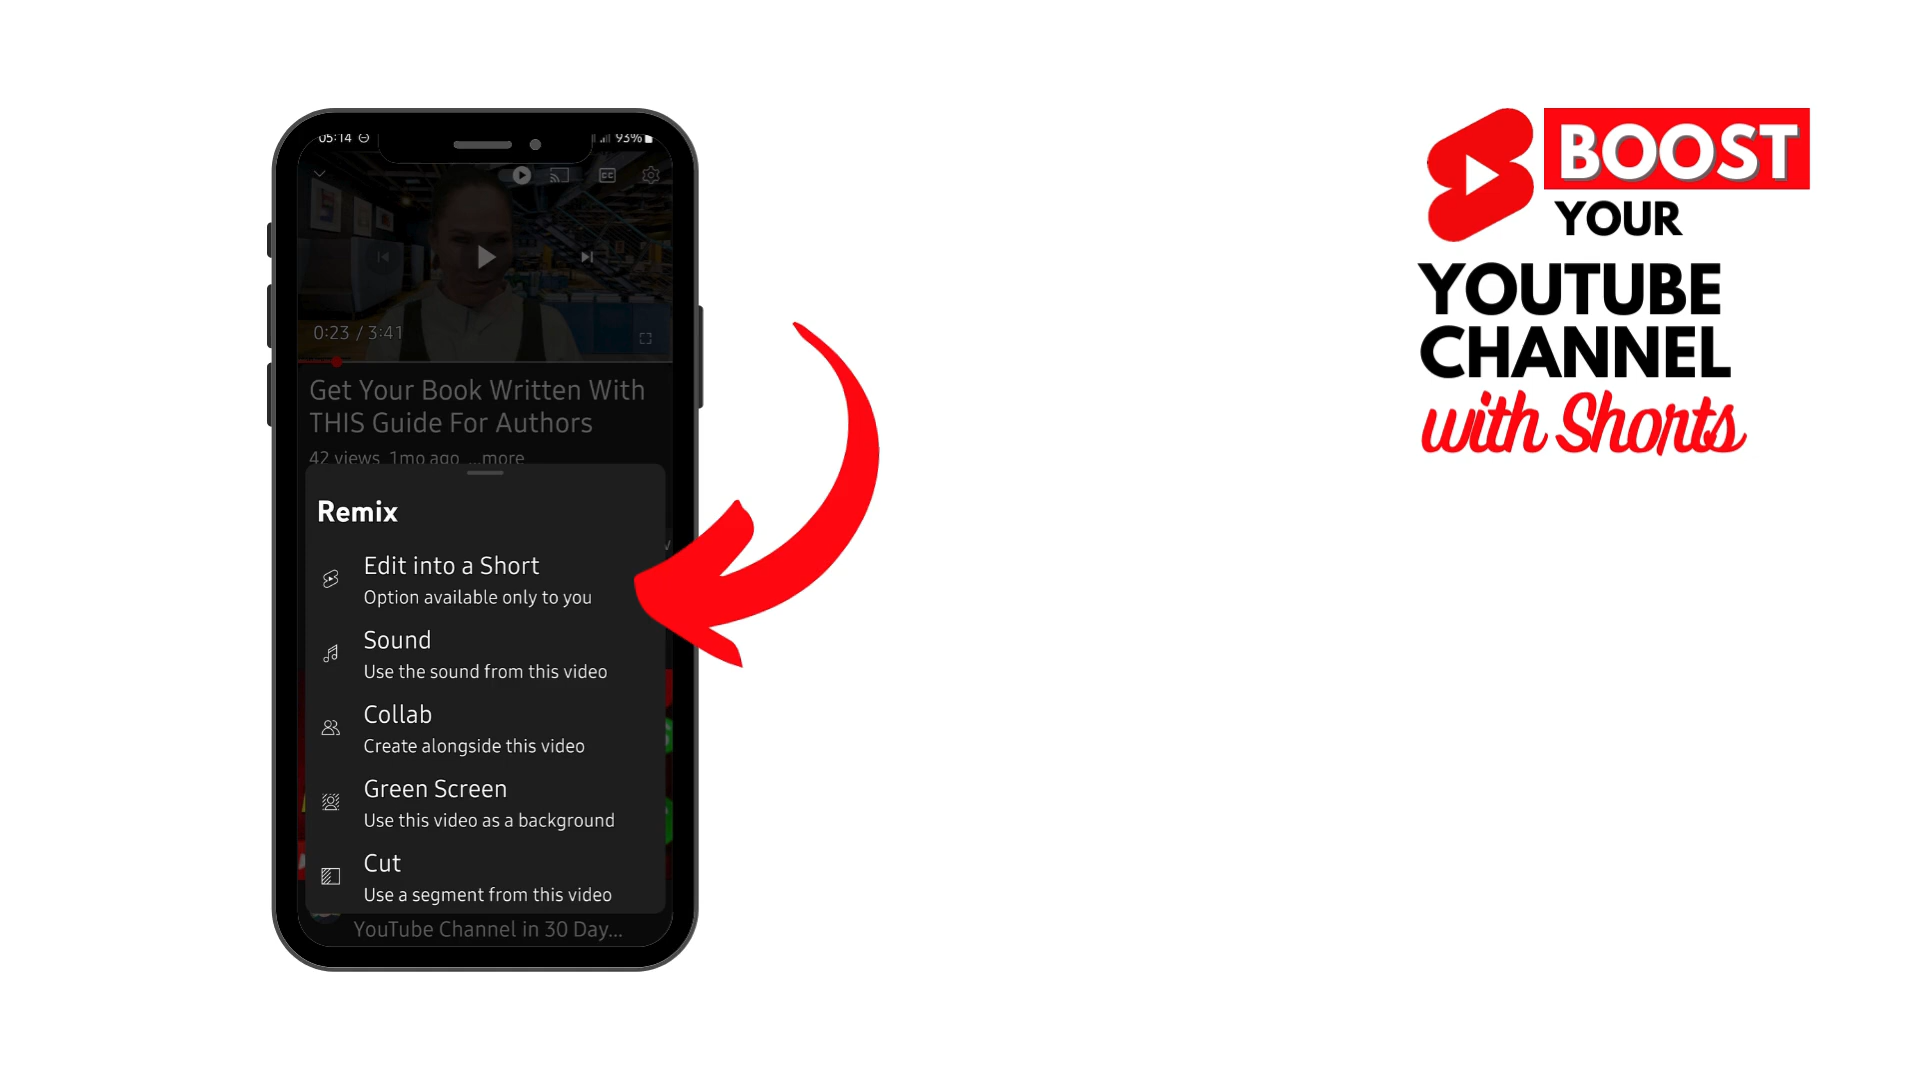 05:14
93%
CC
0:23 / 3:41
Get Your Book Written With
THIS Guide For Authors
42 views 1mo ago ...more
Remix
Edit into a Short
Option available only to you
Sound
Use the sound from this video
Collab
Create alongside this video
Green Screen
Use this video as a background
Cut
Use a segment from this video
YouTube Channel in 30 Day...
BOOST
YOUR
YOUTUBE
CHANNEL
with Shorts